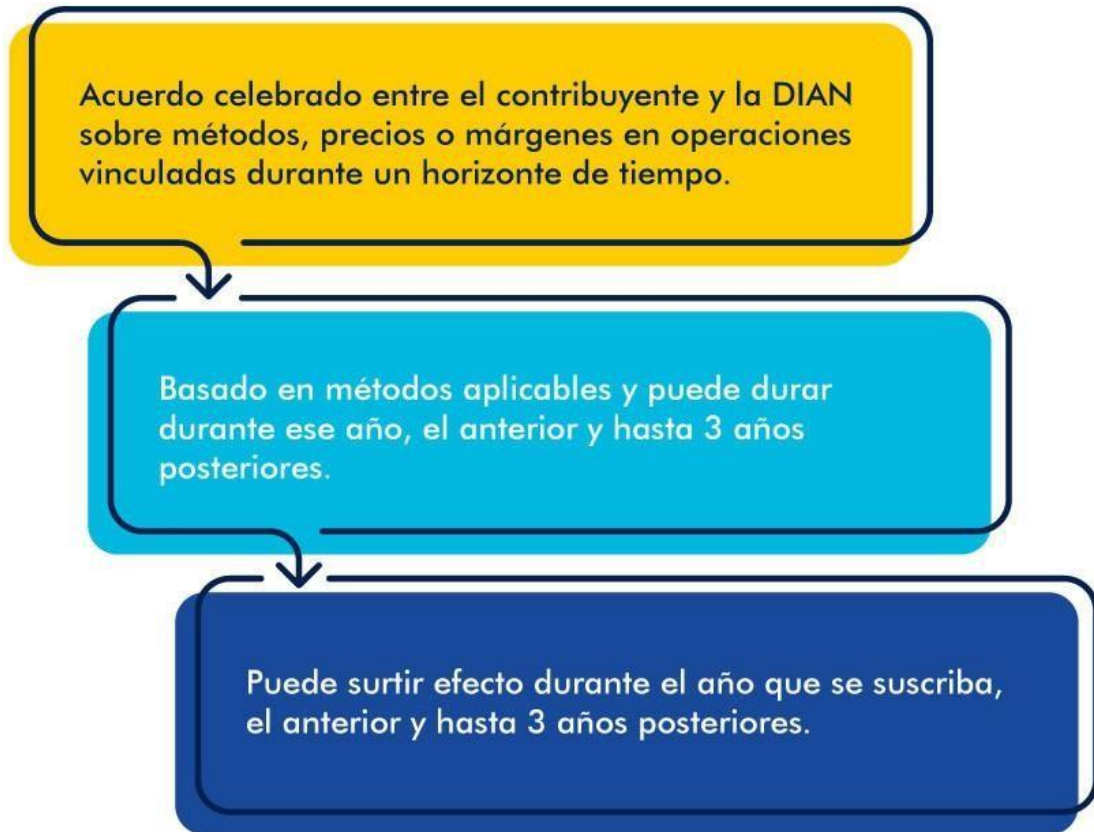 Acuerdo celebrado entre el contribuyente y la DIAN
sobre métodos, precios o márgenes en operaciones
vinculadas durante un horizonte de tiempo.
Basado en métodos aplicables y puede durar
durante ese año, el anterior y hasta 3 años
posteriores.
Puede surtir efecto durante el año que se suscriba,
el anterior y hasta 3 años posteriores.